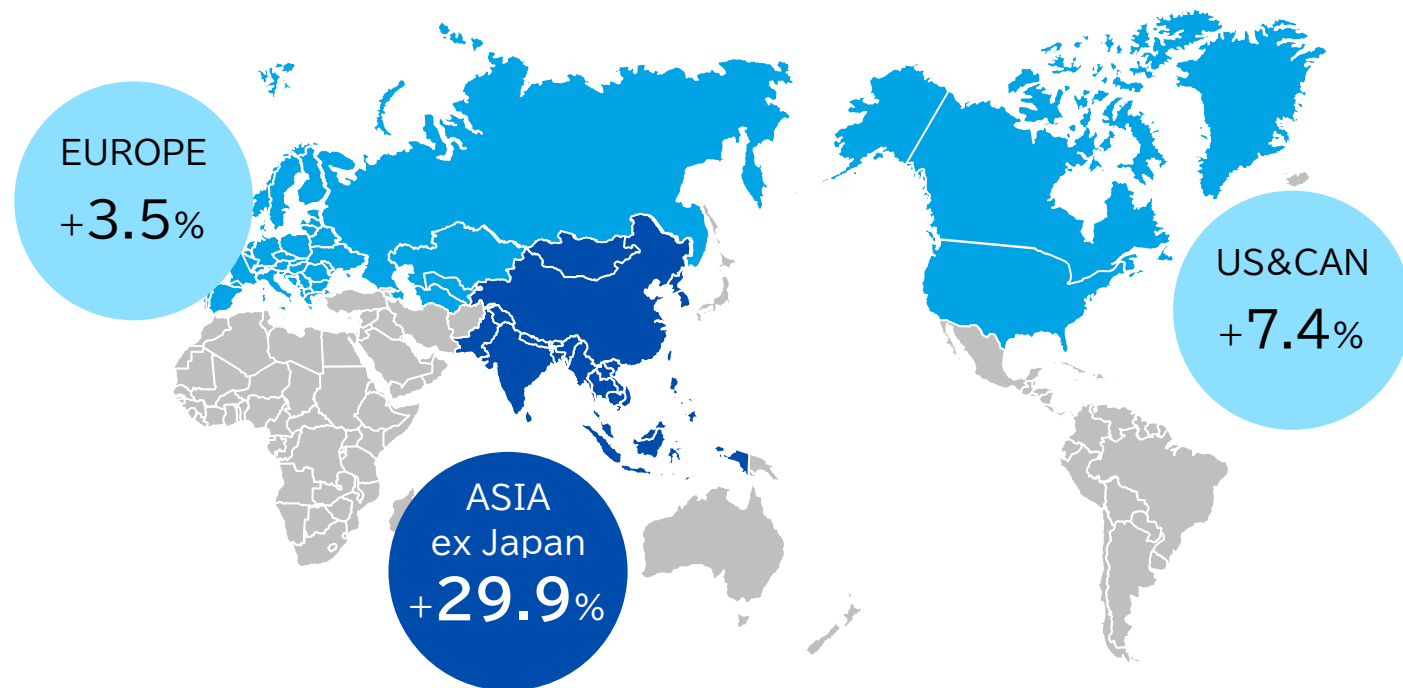 EUROPE
+3.5%
US&CAN
+7.4%
ASIA
ex Japan
+29.9%